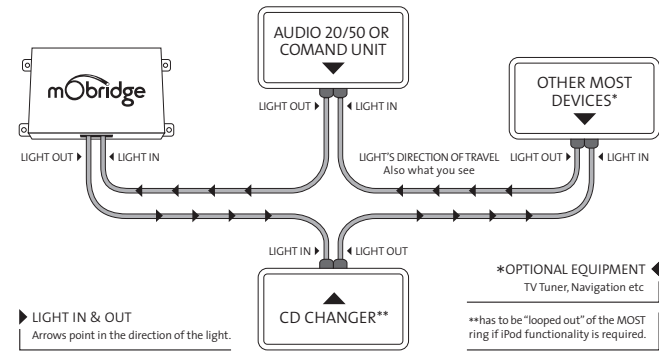 AUDIO 20/50 OR
COMAND UNIT
mObridge
OTHER MOST
DEVICES*
LIGHT OUT
LIGHT IN
LIGHT OUT
LIGHT IN
LIGHT'S DIRECTION OF TRAVEL
Also what you see
LIGHT OUT
LIGHT IN
LIGHT IN
LIGHT OUT
CD CHANGER**
*OPTIONAL EQUIPMENT
TV Tuner, Navigation etc
LIGHT IN & OUT
Arrows point in the direction of the light.
**has to be "looped out" of the MOST
ring if iPod functionality is required.